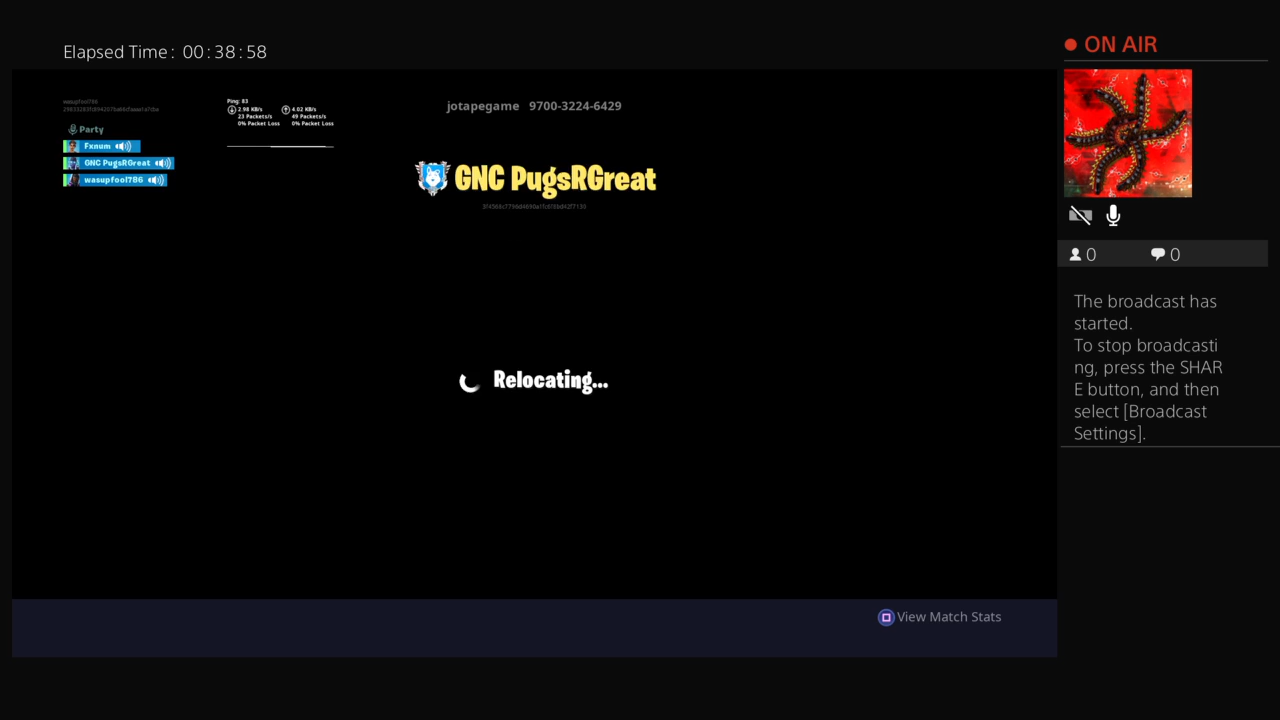 Elapsed Time: 00:38:58
ON AIR
wasupfool786
Party
Fxnum
GNC PugsRGreat
wasupfool786
Ping: 83
2.98 KB/s 4.02 KB/s
23 Packets/s 49 Packets/s
0% Packet Loss 0% Packet Loss
jotapegame 9700-3224-6429
GNC PugsRGreat
Relocating...
View Match Stats
0 0
The broadcast has
started.
To stop broadcasti
ng, press the SHAR
E button, and then
select [Broadcast
Settings].